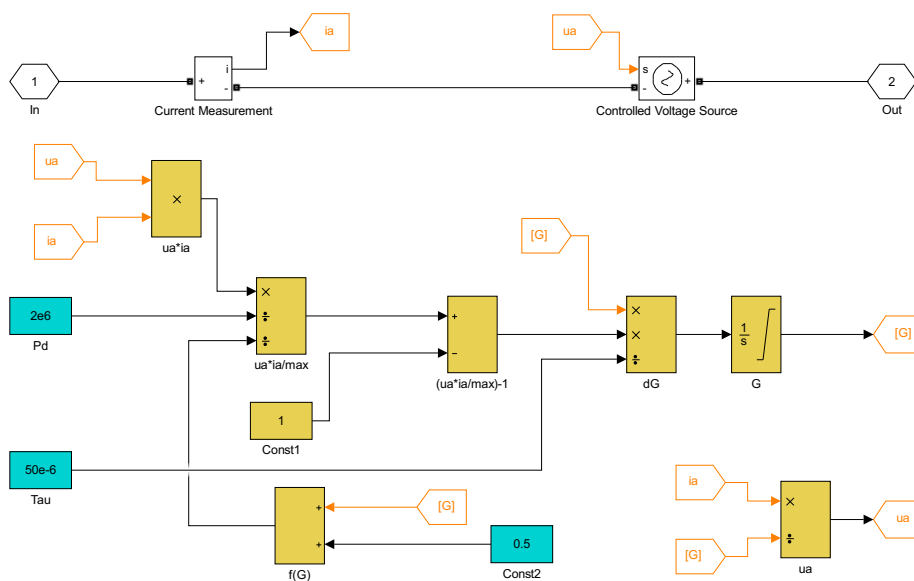 ia
ua
1
In
+
i
-
Current Measurement
s
-
+
Controlled Voltage Source
2
Out
ua
ia
×
ua*ia
[G]
2e6
Pd
×
÷
÷
ua*ia/max
+
−
(ua*ia/max)-1
×
×
÷
dG
1
s
G
[G]
1
Const1
50e-6
Tau
[G]
+
+
f(G)
0.5
Const2
ia
[G]
×
÷
ua
ua